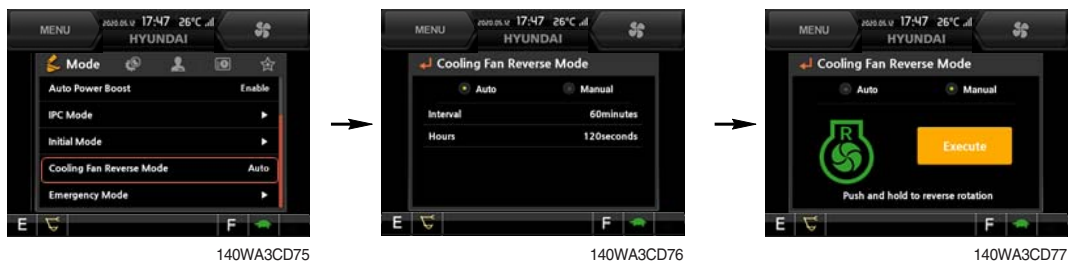 MENU
2020.05.12 17:47 26°C
HYUNDAI
Mode
Auto Power Boost Enable
IPC Mode
Initial Mode
Cooling Fan Reverse Mode Auto
Emergency Mode
E F
140WA3CD75
MENU
2020.05.12 17:47 26°C
HYUNDAI
Cooling Fan Reverse Mode
Auto Manual
Interval 60minutes
Hours 120seconds
E F
140WA3CD76
MENU
2020.05.12 17:47 26°C
HYUNDAI
Cooling Fan Reverse Mode
Auto Manual
R
Execute
Push and hold to reverse rotation
E F
140WA3CD77